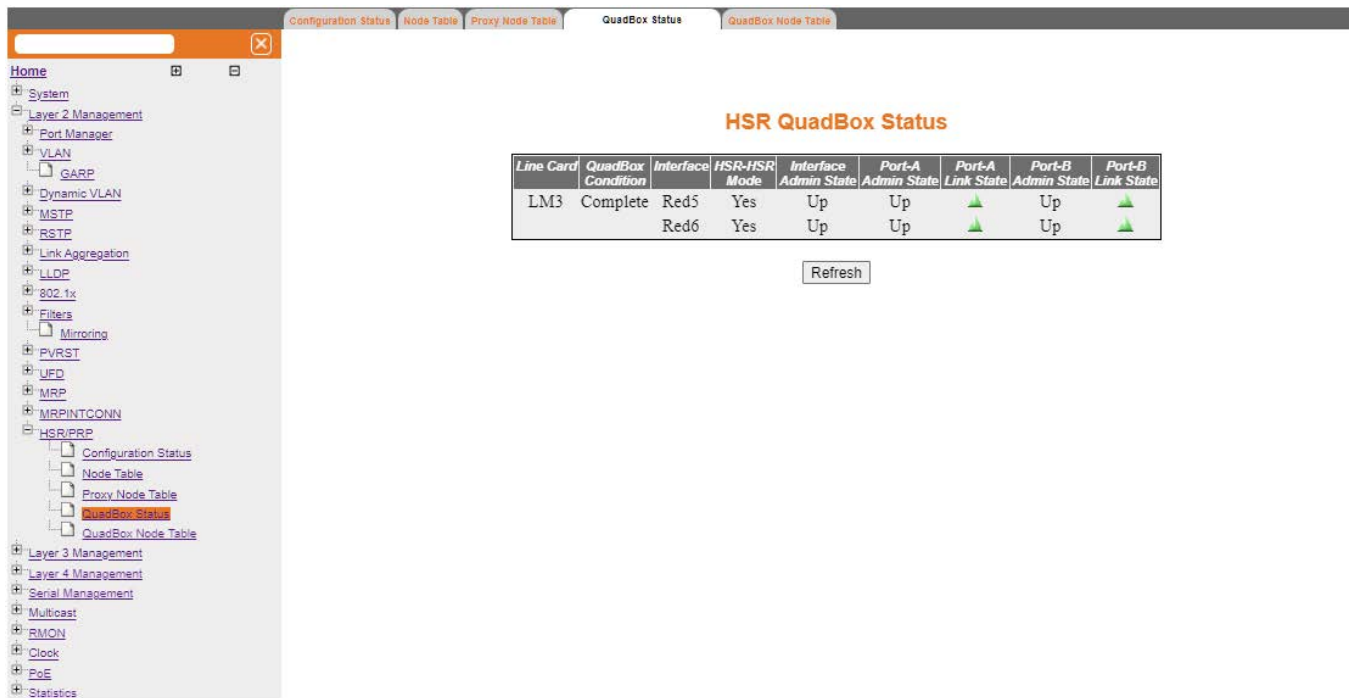 Configuration Status Node Table Proxy Node Table QuadBox Status QuadBox Node Table
Home
System
Layer 2 Management
Port Manager
VLAN
GARP
Dynamic VLAN
MSTP
RSTP
Link Aggregation
LLDP
802.1x
Filters
Mirroring
PVRST
UFD
MRP
MRPINTCONN
HSR/PRP
Configuration Status
Node Table
Proxy Node Table
QuadBox Status
QuadBox Node Table
Layer 3 Management
Layer 4 Management
Serial Management
Multicast
RMON
Clock
PoE
Statistics
HSR QuadBox Status
Line Card QuadBox Condition Interface HSR-HSR Mode Interface Admin State Port-A Admin State Port-A Link State Port-B Admin State Port-B Link State
LM3 Complete Red5 Yes Up Up Up
Red6 Yes Up Up Up
Refresh